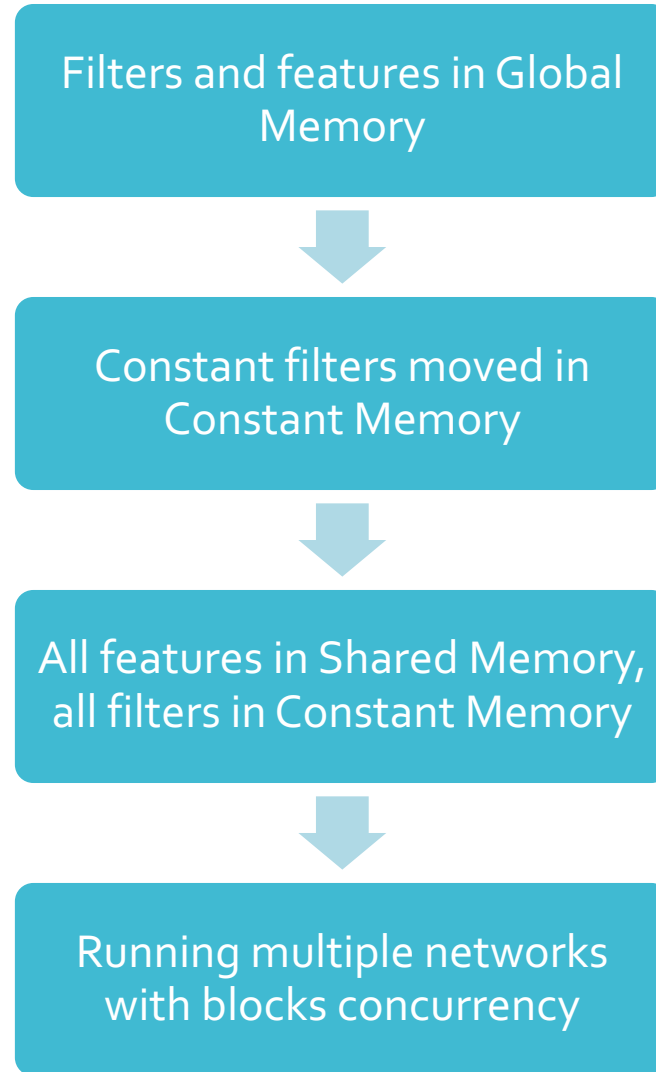 Filters and features in Global
Memory
Constant filters moved in
Constant Memory
All features in Shared Memory,
all filters in Constant Memory
Running multiple networks
with blocks concurrency